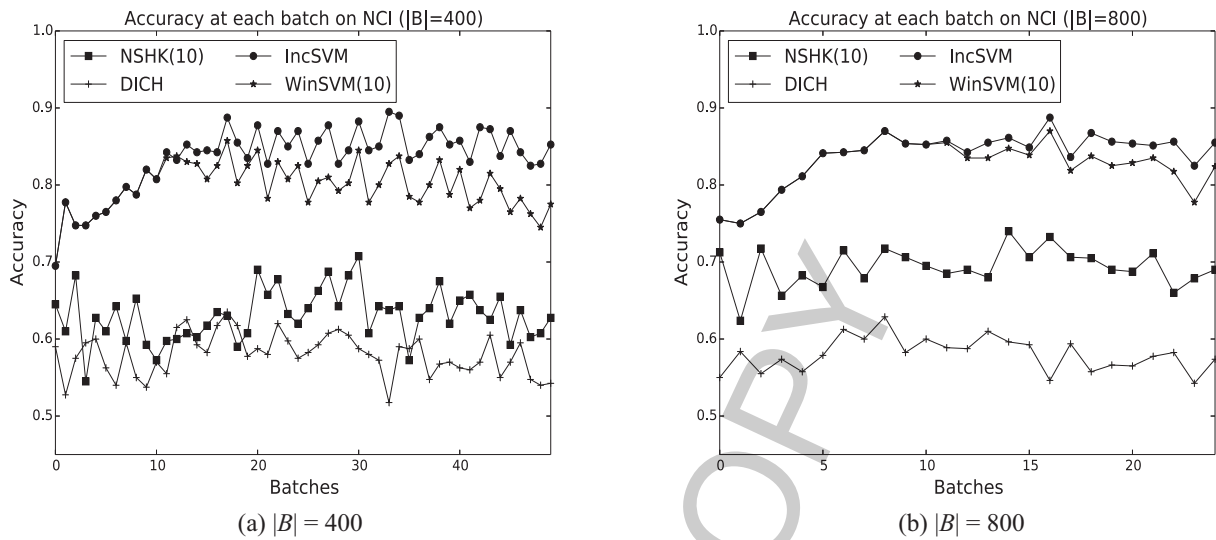 Accuracy at each batch on NCI (|B|=400)
NSHK(10)
IncSVM
DICH
WinSVM(10)
1.0
0.9
0.8
0.7
0.6
0.5
Accuracy
0
10
20
30
40
Batches
(a) |B| = 400
Accuracy at each batch on NCI (|B|=800)
NSHK(10)
IncSVM
DICH
WinSVM(10)
1.0
0.9
0.8
0.7
0.6
0.5
Accuracy
0
5
10
15
20
Batches
(b) |B| = 800
OPY